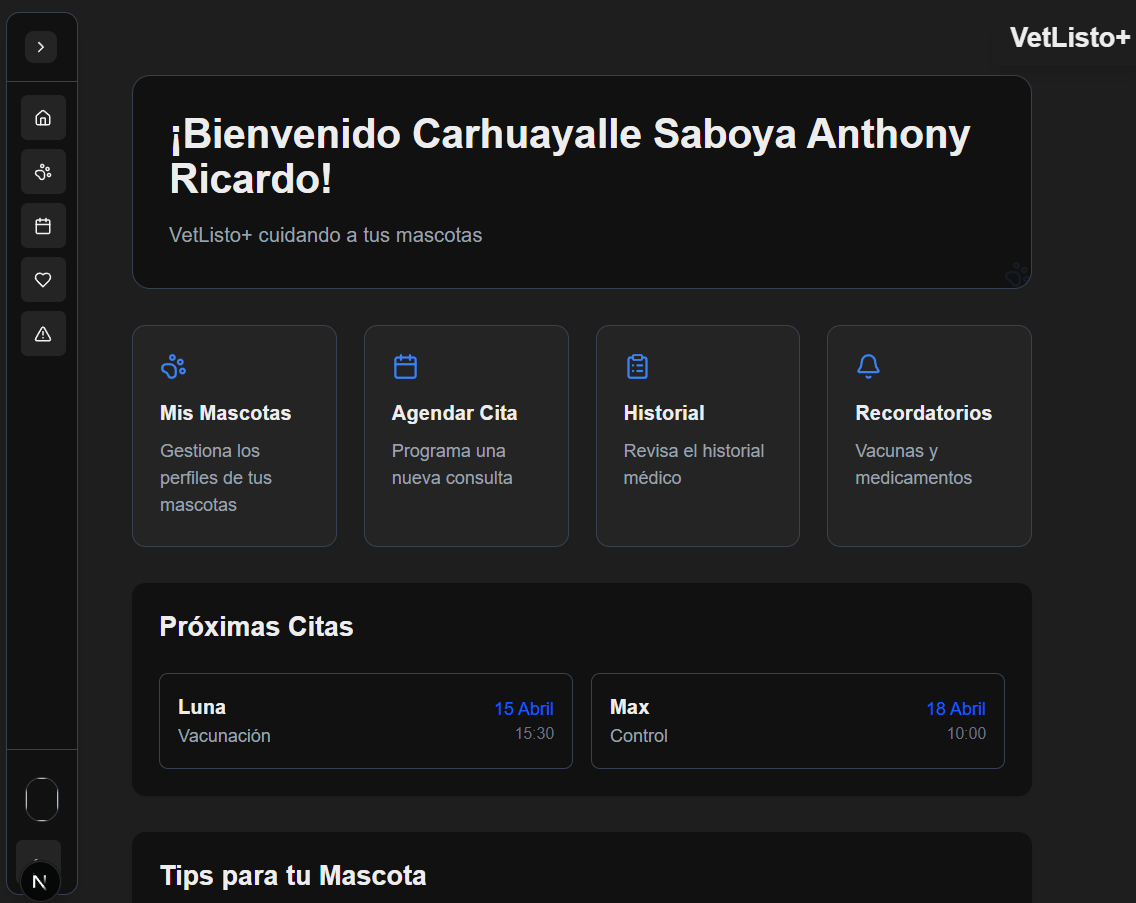 VetListo+
¡Bienvenido Carhuayalle Saboya Anthony
Ricardo!
VetListo+ cuidando a tus mascotas
Mis Mascotas
Gestiona los
perfiles de tus
mascotas
Agendar Cita
Programa una
nueva consulta
Historial
Revisa el historial
médico
Recordatorios
Vacunas y
medicamentos
Próximas Citas
Luna
15 Abril
Vacunación
15:30
Max
18 Abril
Control
10:00
Tips para tu Mascota
N